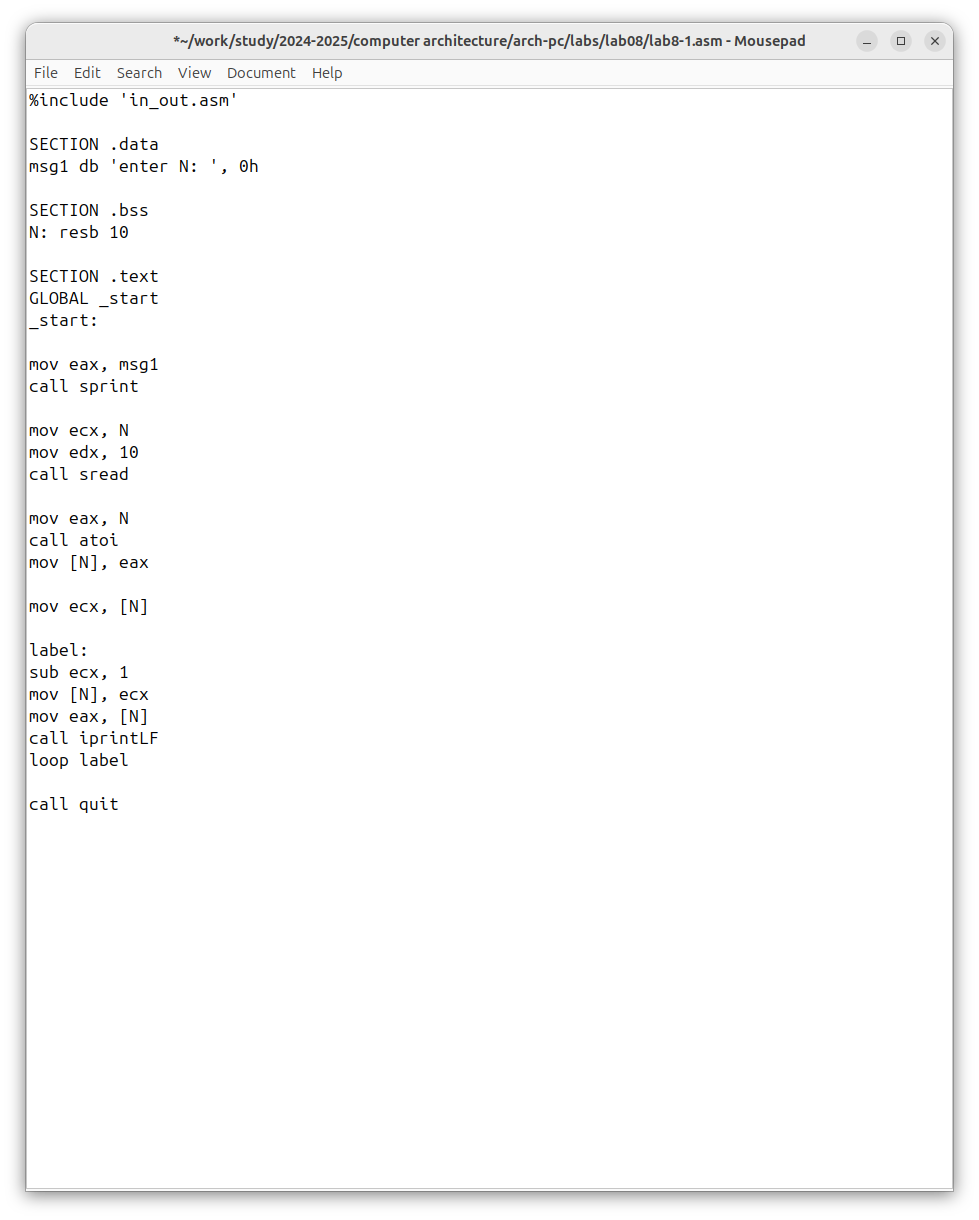 *~/work/study/2024-2025/computer architecture/arch-pc/labs/lab08/lab8-1.asm - Mousepad
File Edit Search View Document Help
%include 'in_out.asm'
SECTION .data
msg1 db 'enter N: ', 0h
SECTION .bss
N: resb 10
SECTION .text
GLOBAL _start
_start:
mov eax, msg1
call sprint
mov ecx, N
mov edx, 10
call sread
mov eax, N
call atoi
mov [N], eax
mov ecx, [N]
label:
sub ecx, 1
mov [N], ecx
mov eax, [N]
call iprintLF
loop label
call quit